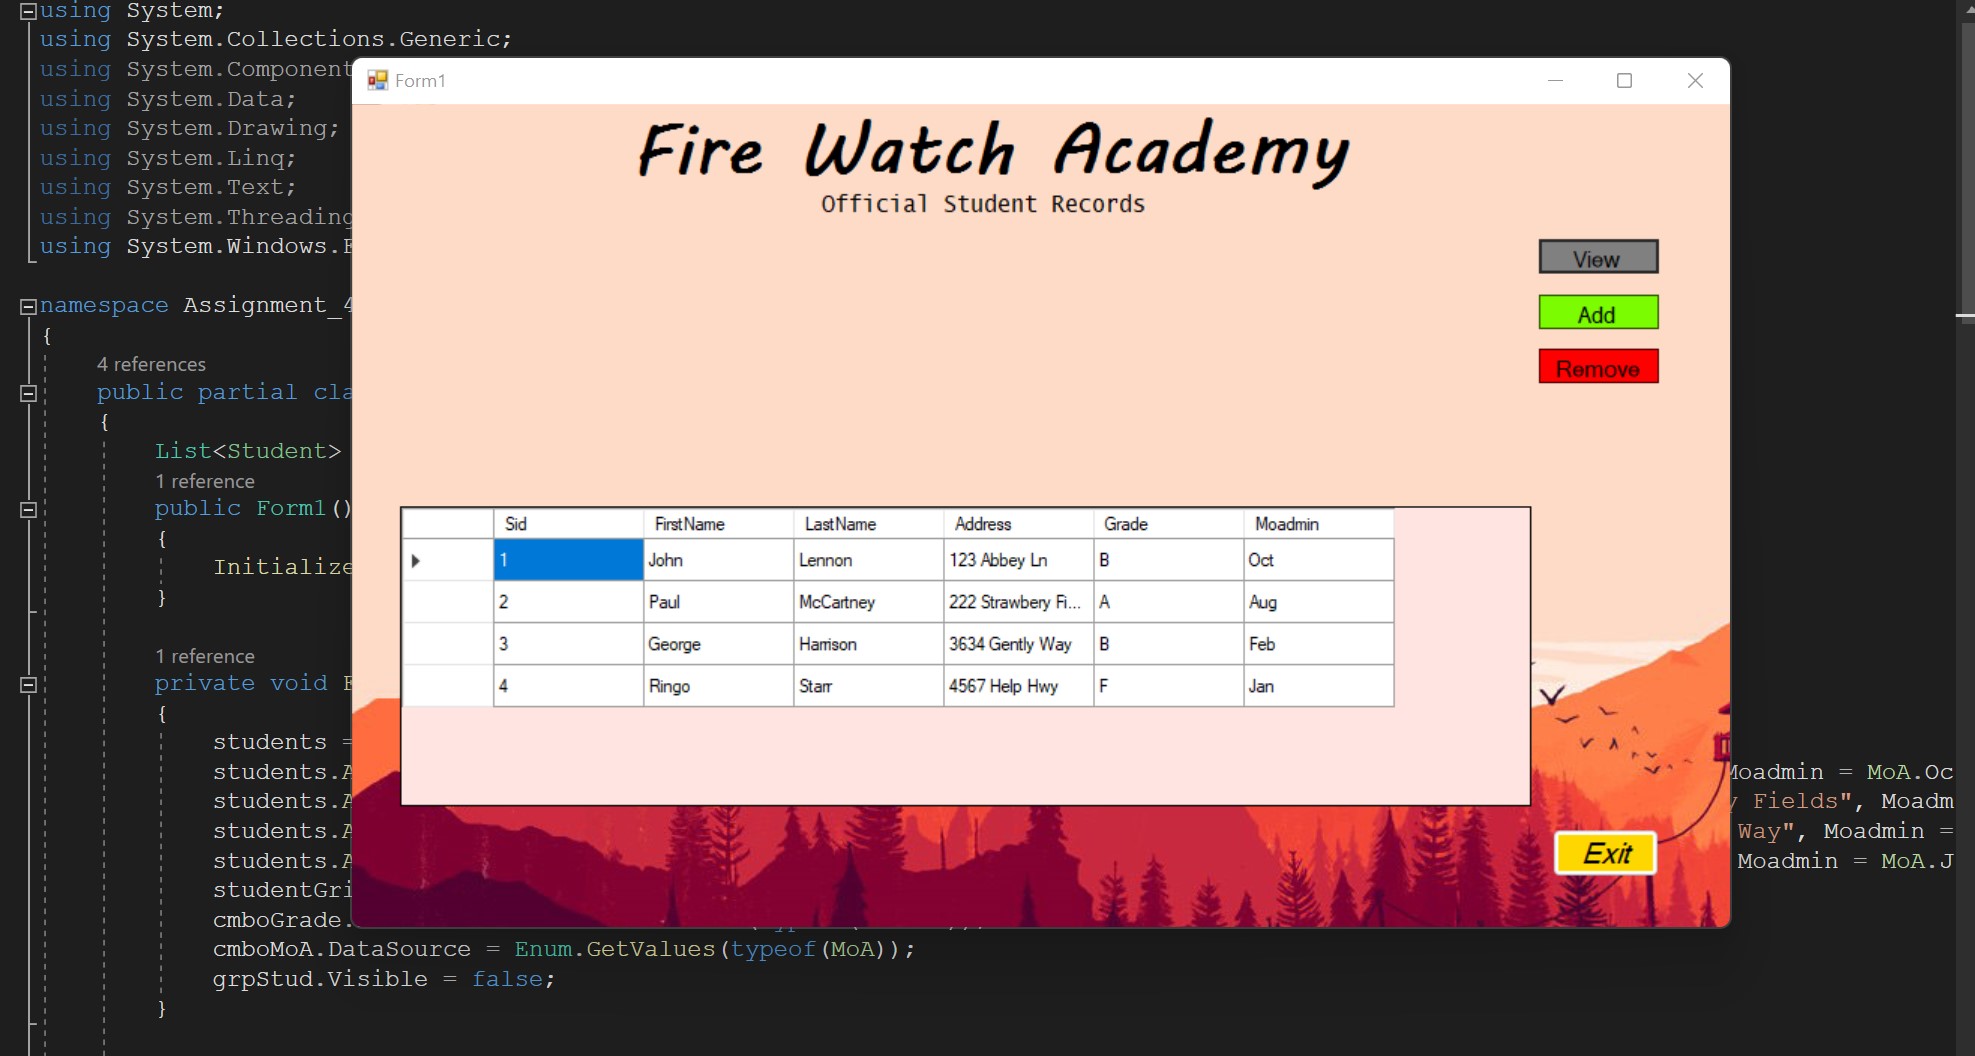 using System;
using System.Collections.Generic;
using System.Component
using System.Data;
using System.Drawing;
using System.Linq;
using System.Text;
using System.Threading
using System.Windows.
namespace Assignment_4
{
4 references
public partial cla
{
List<Student>
1 reference
public Form1()
{
Initialize
}
1 reference
private void
{
students =
students.A
students.A
students.A
students.A
studentGri
cmboGrade.
cmboMoA.DataSource = Enum.GetValues(typeof(MoA));
grpStud.Visible = false;
}
Form1
Fire Watch Academy
Official Student Records
View
Add
Remove
Sid FirstName LastName Address Grade Moadmin
1 John Lennon 123 Abbey Ln B Oct
2 Paul McCartney 222 Strawbery Fi... A Aug
3 George Harrison 3634 Gently Way B Feb
4 Ringo Starr 4567 Help Hwy F Jan
Exit
Moadmin = MoA.Oc
y Fields", Moadm
Way", Moadmin =
Moadmin = MoA.J